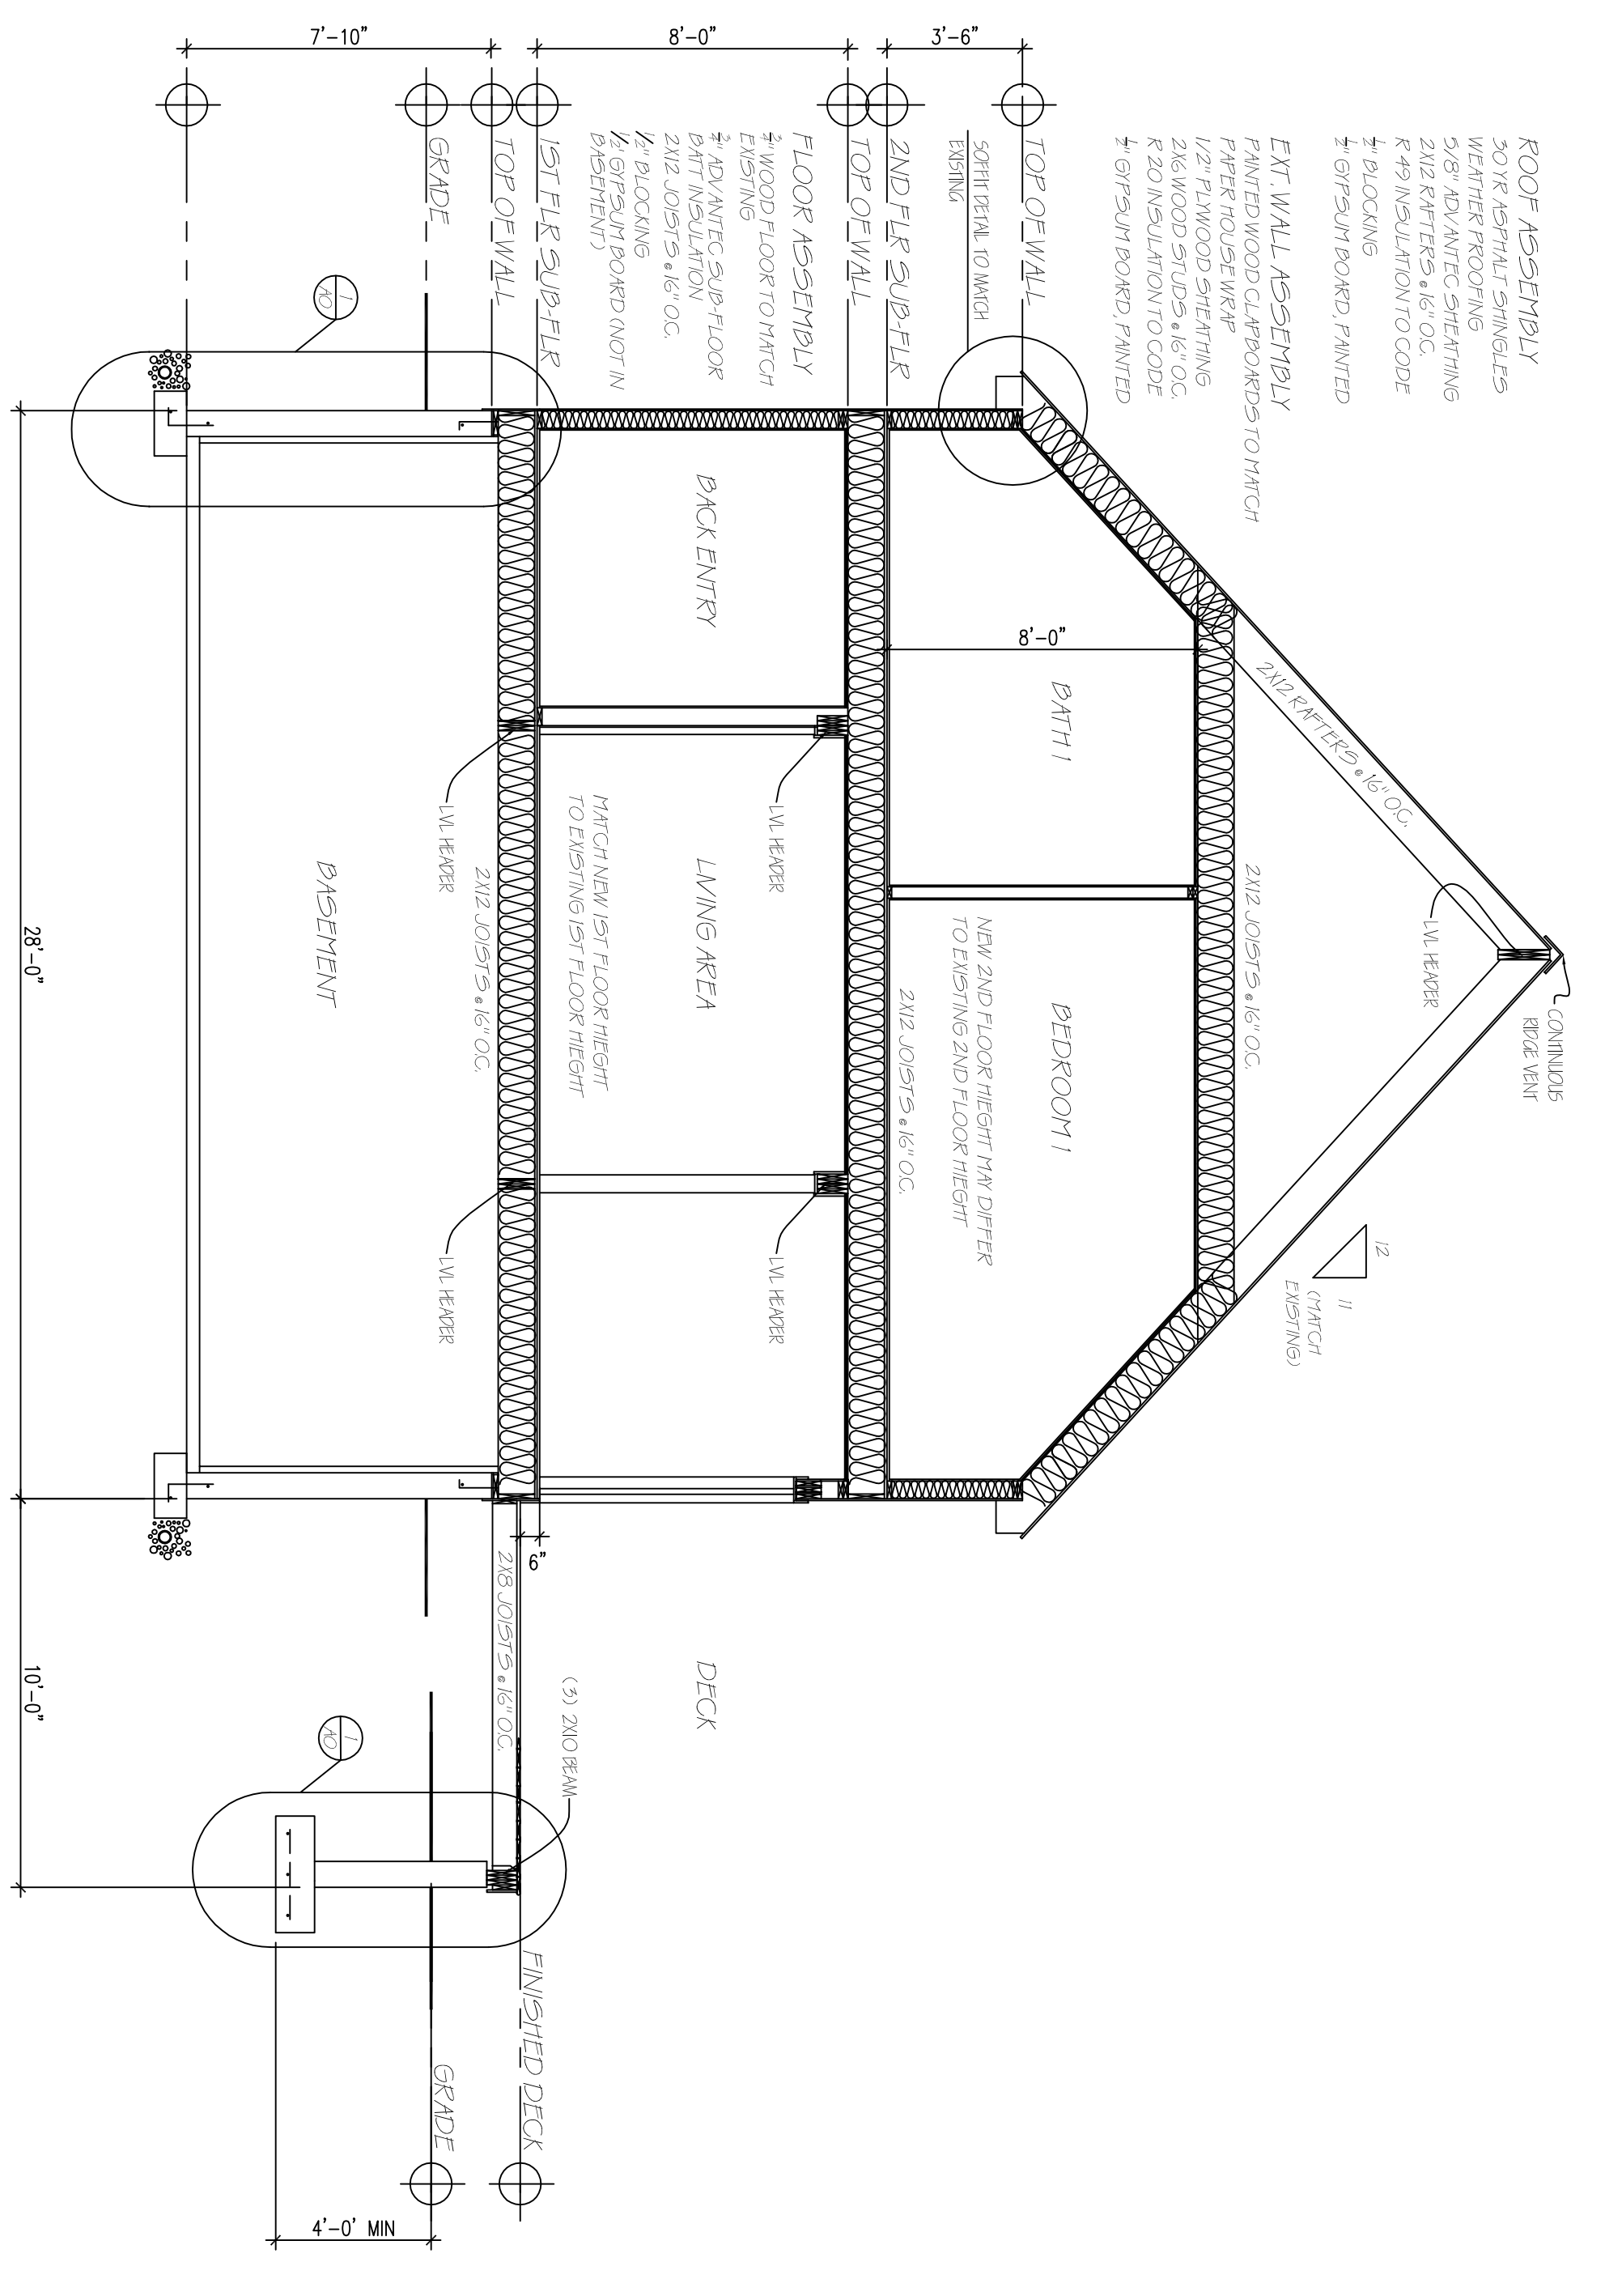 ROOF ASSEMBLY
30 YR ASPHALT SHINGLES
WEATHER PROOFING
5/8" ADVANTEC SHEATHING
2X12 RAFTERS @ 16" O.C.
R 49 INSULATION TO CODE
1/2" BLOCKING
1/2" GYPSUM BOARD, PAINTED
EXT. WALL ASSEMBLY
PAINTED WOOD CLAPBOARDS TO MATCH
PAPER HOUSE WRAP
1/2" PLYWOOD SHEATHING
2X6 WOOD STUDS @ 16" O.C.
R 20 INSULATION TO CODE
1/2" GYPSUM BOARD, PAINTED
TOP OF WALL
SOFFIT DETAIL TO MATCH
EXISTING
2ND FLR SUB-FLR
TOP OF WALL
FLOOR ASSEMBLY
3/4" WOOD FLOOR TO MATCH
EXISTING
3/4" ADVANTEC SUB-FLOOR
BATT INSULATION
2X12 JOISTS @ 16" O.C.
1/2" BLOCKING
1/2" GYPSUM BOARD (NOT IN
BASEMENT)
1ST FLR SUB-FLR
TOP OF WALL
GRADE
3'-6"
8'-0"
7'-10"
1
A0
CONTINUOUS
RIDGE VENT
LVL HEADER
2X12 RAFTERS @ 16" O.C.
2X12 JOISTS @ 16" O.C.
12
11
(MATCH
EXISTING)
8'-0"
BATH 1
BEDROOM 1
NEW 2ND FLOOR HIEGHT MAY DIFFER
TO EXISTING 2ND FLOOR HIEGHT
2X12 JOISTS @ 16" O.C.
LVL HEADER
LVL HEADER
BACK ENTRY
LIVING AREA
DECK
MATCH NEW 1ST FLOOR HIEGHT
TO EXISTING 1ST FLOOR HIEGHT
(3) 2X10 BEAM
6"
FINISHED DECK
2X12 JOISTS @ 16" O.C.
2X8 JOISTS @ 16" O.C.
LVL HEADER
LVL HEADER
GRADE
BASEMENT
1
A0
4'-0' MIN
28'-0"
10'-0"